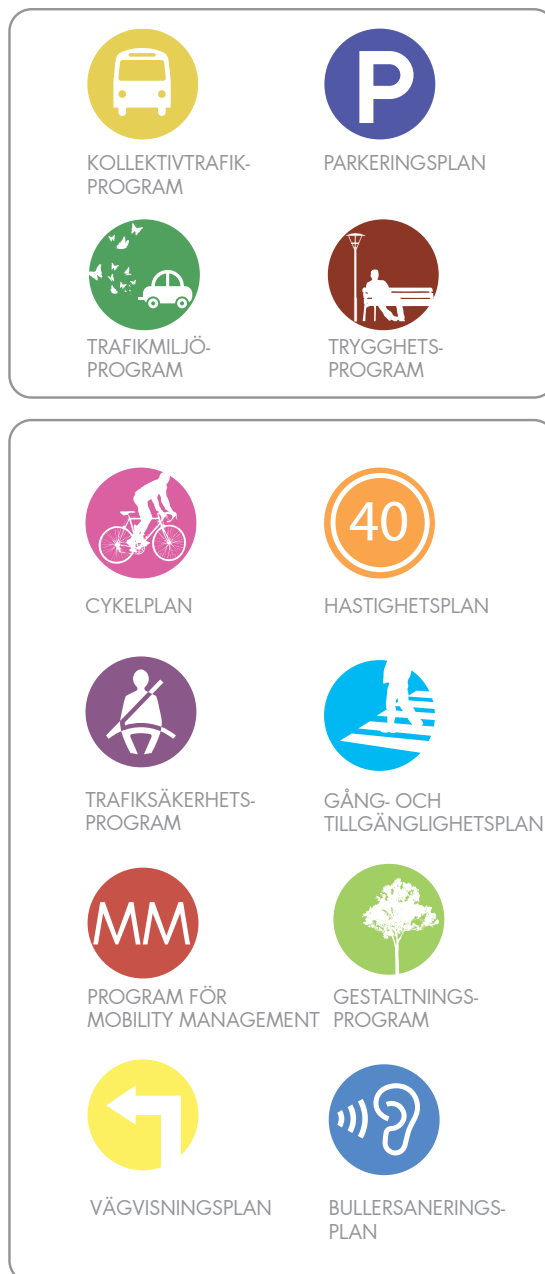 P
KOLLEKTIVTRAFIK-
PROGRAM
PARKERINGSPLAN
TRAFIKMILJÖ-
PROGRAM
TRYGGHETS-
PROGRAM
40
CYKELPLAN
HASTIGHETSPLAN
TRAFIKSÄKERHETS-
PROGRAM
GÅNG- OCH
TILLGÄNGLIGHETSPLAN
MM
PROGRAM FÖR
MOBILITY MANAGEMENT
GESTALTNINGS-
PROGRAM
VÄGVISNINGSPLAN
BULLERSANERINGS-
PLAN